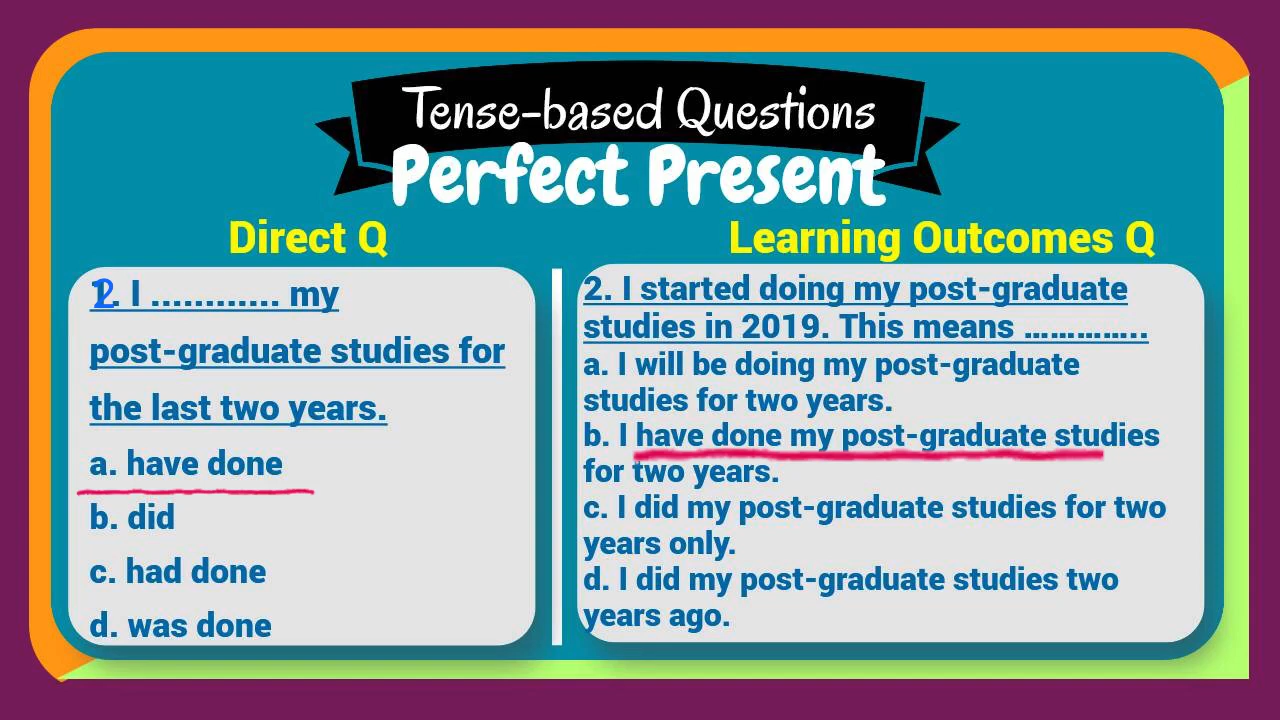 Tense-based Questions
Perfect Present
Direct Q
2. I ............ my
post-graduate studies for
the last two years.
a. have done
b. did
c. had done
d. was done
Learning Outcomes Q
2. I started doing my post-graduate
studies in 2019. This means …………..
a. I will be doing my post-graduate
studies for two years.
b. I have done my post-graduate studies
for two years.
c. I did my post-graduate studies for two
years only.
d. I did my post-graduate studies two
years ago.